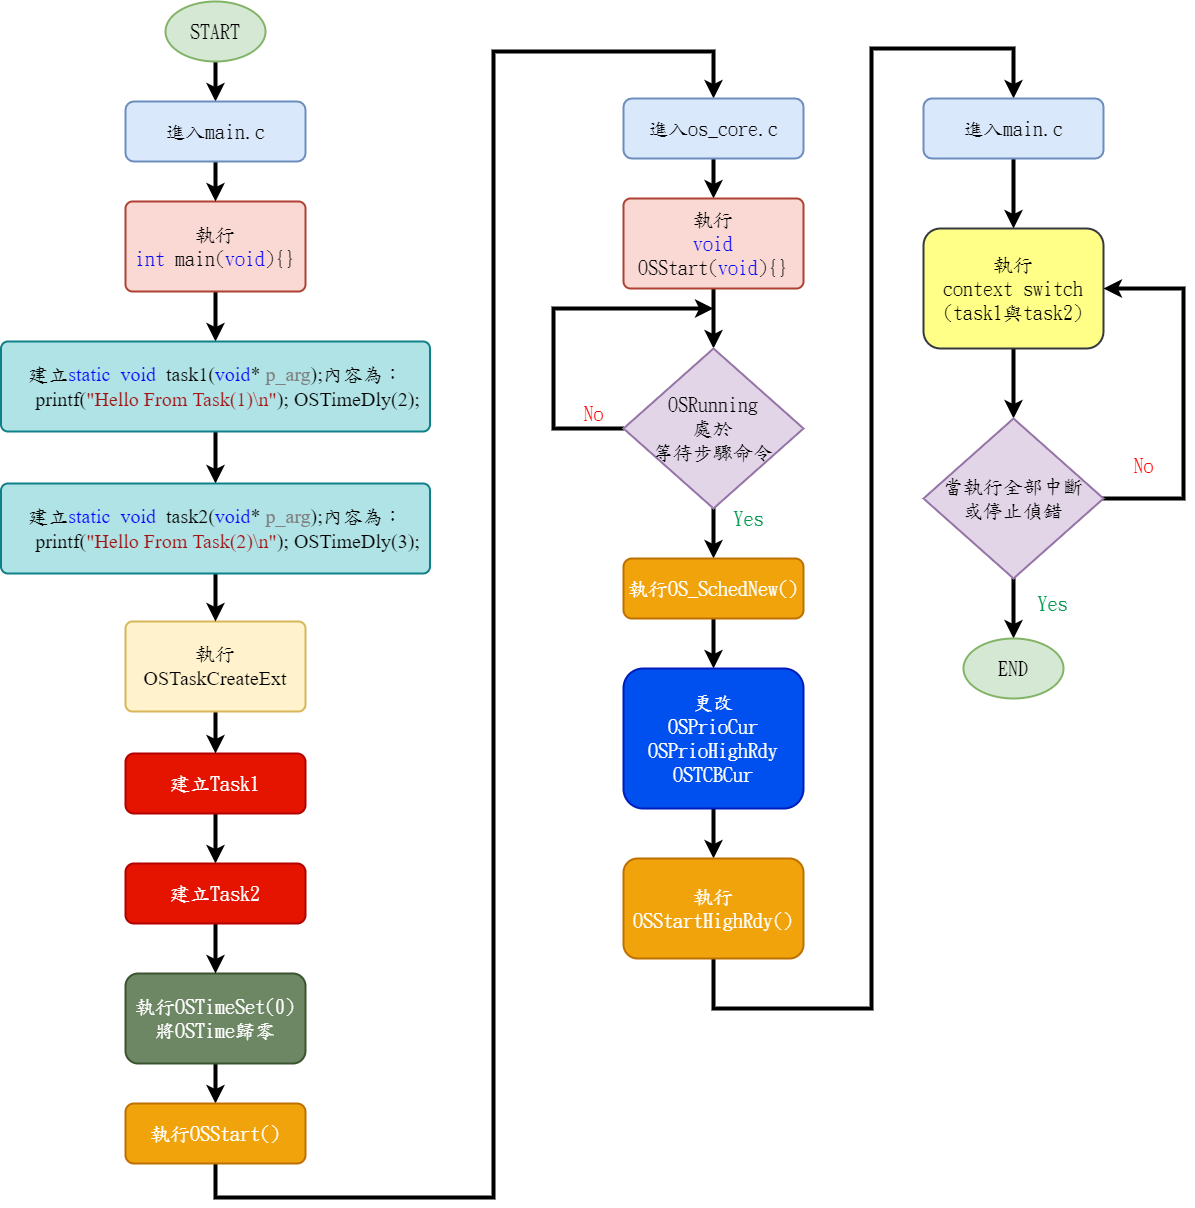 START
進入main.c
執行
int main(void){}
建立static void task1(void* p_arg);內容為：
printf("Hello From Task(1)\n"); OSTimeDly(2);
建立static void task2(void* p_arg);內容為：
printf("Hello From Task(2)\n"); OSTimeDly(3);
執行
OSTaskCreateExt
建立Task1
建立Task2
執行OSTimeSet(0)
將OSTime歸零
執行OSStart()
進入os_core.c
執行
void
OSStart(void){}
OSRunning
處於
等待步驟命令
No
Yes
執行OS_SchedNew()
更改
OSPrioCur
OSPrioHighRdy
OSTCBCur
執行
OSStartHighRdy()
進入main.c
執行
context switch
(task1與task2)
當執行全部中斷
或停止偵錯
No
Yes
END